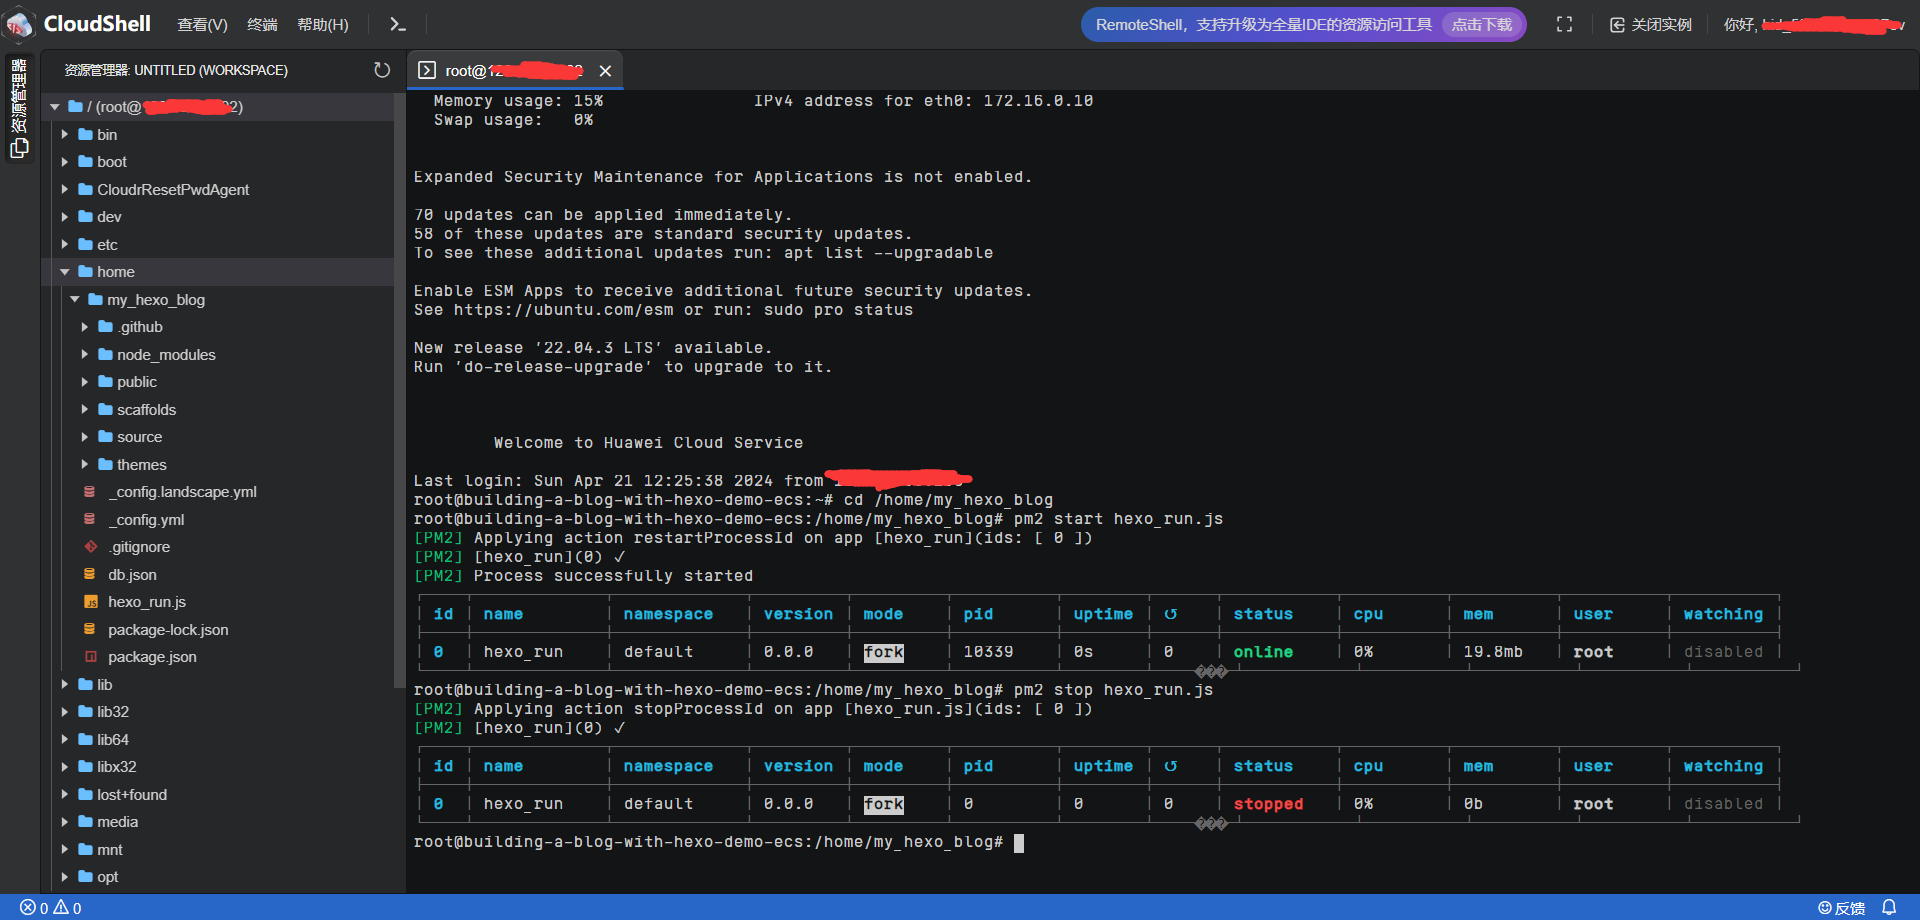 CloudShell 查看(V) 终端 帮助(H)
RemoteShell，支持升级为全量IDE的资源访问工具 点击下载
关闭实例
你好,
资源管理器
资源管理器: UNTITLED (WORKSPACE)
/ (root@ 02)
bin
boot
CloudrResetPwdAgent
dev
etc
home
my_hexo_blog
.github
node_modules
public
scaffolds
source
themes
_config.landscape.yml
_config.yml
.gitignore
db.json
hexo_run.js
package-lock.json
package.json
lib
lib32
lib64
libx32
lost+found
media
mnt
opt
root@
Memory usage: 15% IPv4 address for eth0: 172.16.0.10
Swap usage: 0%
Expanded Security Maintenance for Applications is not enabled.
70 updates can be applied immediately.
58 of these updates are standard security updates.
To see these additional updates run: apt list --upgradable
Enable ESM Apps to receive additional future security updates.
See https://ubuntu.com/esm or run: sudo pro status
New release '22.04.3 LTS' available.
Run 'do-release-upgrade' to upgrade to it.
Welcome to Huawei Cloud Service
Last login: Sun Apr 21 12:25:38 2024 from
root@building-a-blog-with-hexo-demo-ecs:~# cd /home/my_hexo_blog
root@building-a-blog-with-hexo-demo-ecs:/home/my_hexo_blog# pm2 start hexo_run.js
[PM2] Applying action restartProcessId on app [hexo_run](ids: [ 0 ])
[PM2] [hexo_run](0) ✓
[PM2] Process successfully started
id name namespace version mode pid uptime ↺ status cpu mem user watching
0 hexo_run default 0.0.0 fork 10339 0s 0 online 0% 19.8mb root disabled
���
root@building-a-blog-with-hexo-demo-ecs:/home/my_hexo_blog# pm2 stop hexo_run.js
[PM2] Applying action stopProcessId on app [hexo_run.js](ids: [ 0 ])
[PM2] [hexo_run](0) ✓
id name namespace version mode pid uptime ↺ status cpu mem user watching
0 hexo_run default 0.0.0 fork 0 0 0 stopped 0% 0b root disabled
���
root@building-a-blog-with-hexo-demo-ecs:/home/my_hexo_blog#
0 0
反馈